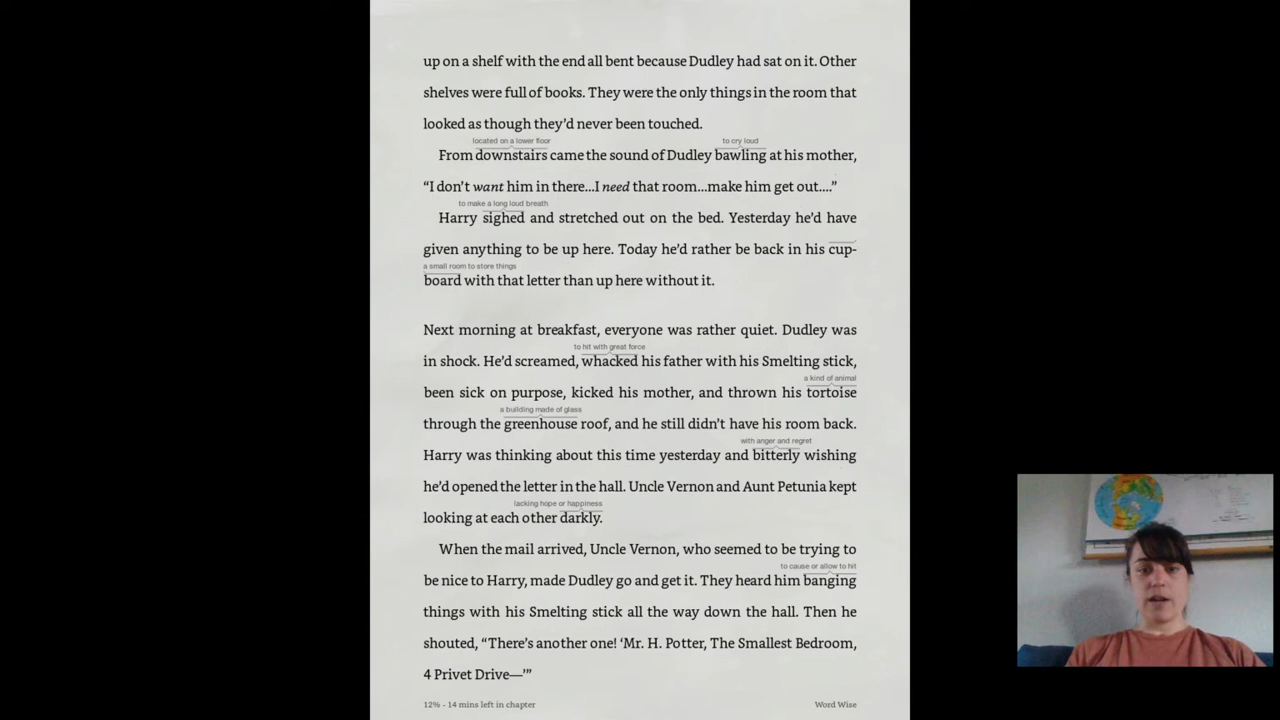 up on a shelf with the end all bent because Dudley had sat on it. Other
shelves were full of books. They were the only things in the room that
looked as though they’d never been touched.
located on a lower floor to cry loud
From downstairs came the sound of Dudley bawling at his mother,
“I don’t want him in there...I need that room...make him get out....”
to make a long loud breath
Harry sighed and stretched out on the bed. Yesterday he’d have
given anything to be up here. Today he’d rather be back in his cup-
a small room to store things
board with that letter than up here without it.
Next morning at breakfast, everyone was rather quiet. Dudley was
to hit with great force
in shock. He’d screamed, whacked his father with his Smelting stick,
a kind of animal
been sick on purpose, kicked his mother, and thrown his tortoise
a building made of glass
through the greenhouse roof, and he still didn’t have his room back.
with anger and regret
Harry was thinking about this time yesterday and bitterly wishing
he’d opened the letter in the hall. Uncle Vernon and Aunt Petunia kept
lacking hope or happiness
looking at each other darkly.
When the mail arrived, Uncle Vernon, who seemed to be trying to
to cause or allow to hit
be nice to Harry, made Dudley go and get it. They heard him banging
things with his Smelting stick all the way down the hall. Then he
shouted, “There’s another one! ‘Mr. H. Potter, The Smallest Bedroom,
4 Privet Drive—’”
12% - 14 mins left in chapter Word Wise